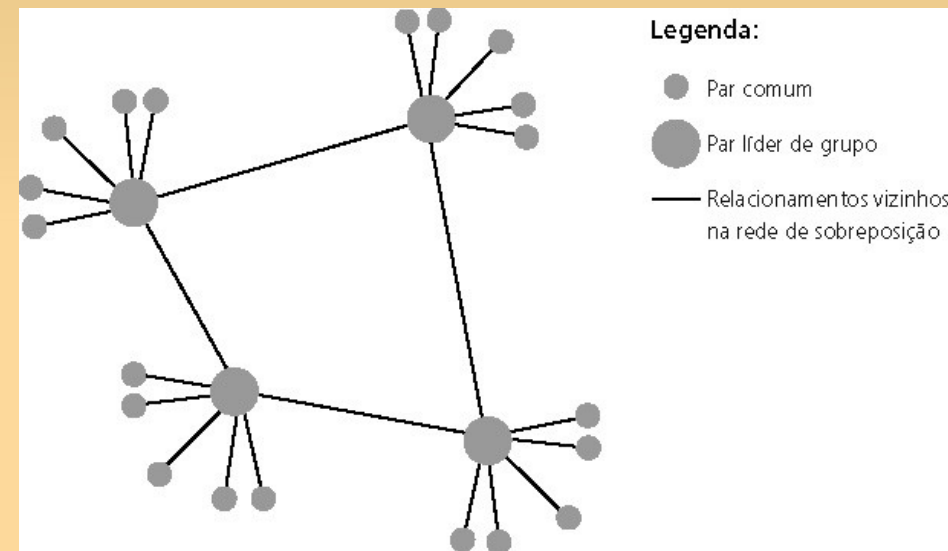 Legenda:
Par comum
Par líder de grupo
Relacionamentos vizinhos
na rede de sobreposição